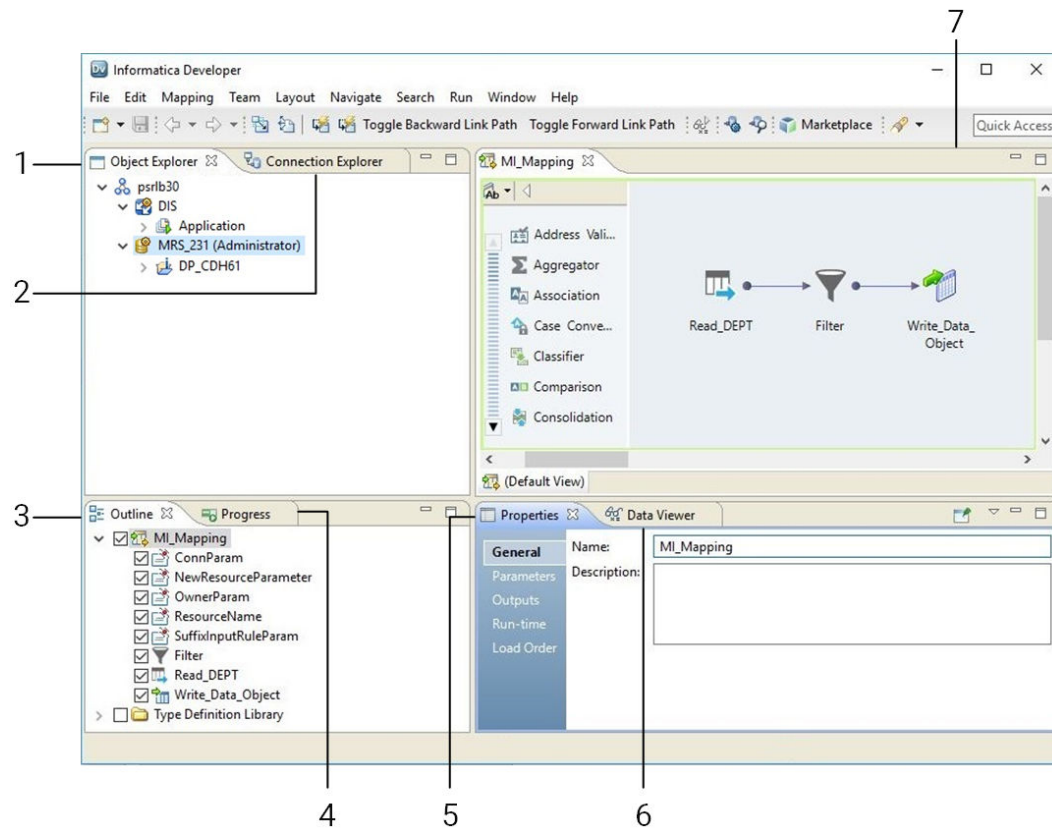 7
Informatica Developer
File Edit Mapping Team Layout Navigate Search Run Window Help
Toggle Backward Link Path Toggle Forward Link Path Marketplace Quick Access
1
Object Explorer Connection Explorer
psrlb30
DIS
Application
MRS_231 (Administrator)
DP_CDH61
2
MI_Mapping
Ab
Address Vali...
Aggregator
Association
Case Conve...
Classifier
Comparison
Consolidation
Read_DEPT
Filter
Write_Data_
Object
(Default View)
3
Outline Progress
MI_Mapping
ConnParam
NewResourceParameter
OwnerParam
ResourceName
SuffixInputRuleParam
Filter
Read_DEPT
Write_Data_Object
Type Definition Library
Properties Data Viewer
General
Parameters
Outputs
Run-time
Load Order
Name: MI_Mapping
Description:
4
5
6